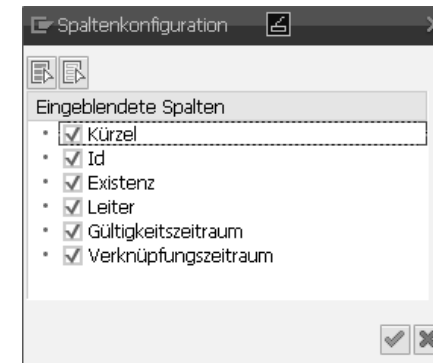 Spaltenkonfiguration
Eingeblendete Spalten
Kürzel
Id
Existenz
Leiter
Gültigkeitszeitraum
Verknüpfungszeitraum